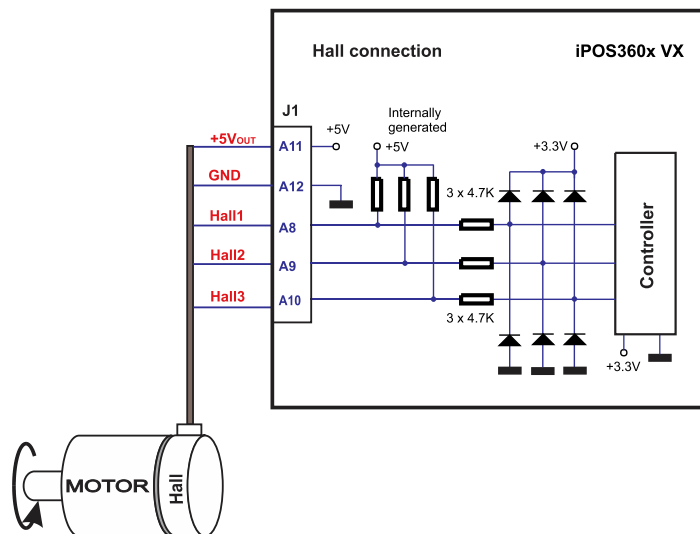 Hall connection
iPOS360x VX
J1
Internally
generated
+5V
+5V
+3.3V
+5VOUT
A11
GND
A12
3 x 4.7K
Hall1
A8
Hall2
A9
Hall3
A10
3 x 4.7K
Controller
+3.3V
MOTOR
Hall